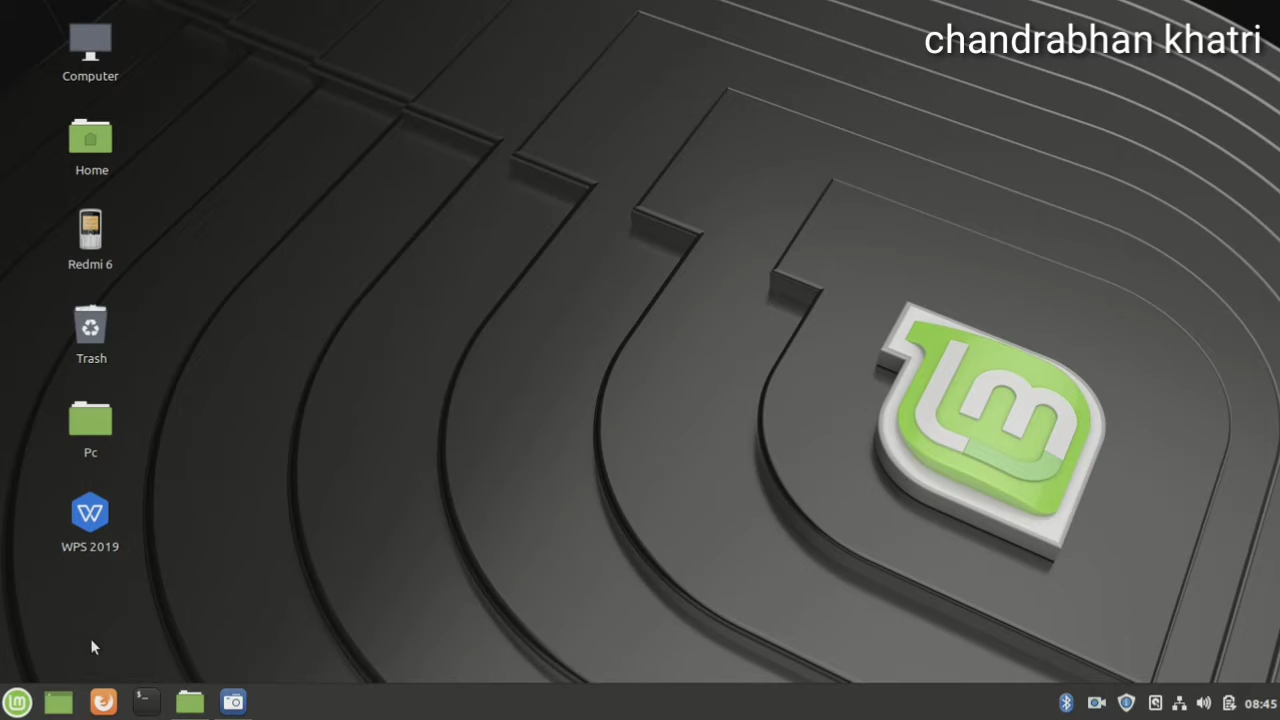 chandrabhan khatri
Computer
Home
Redmi 6
Trash
Pc
WPS 2019
08:45